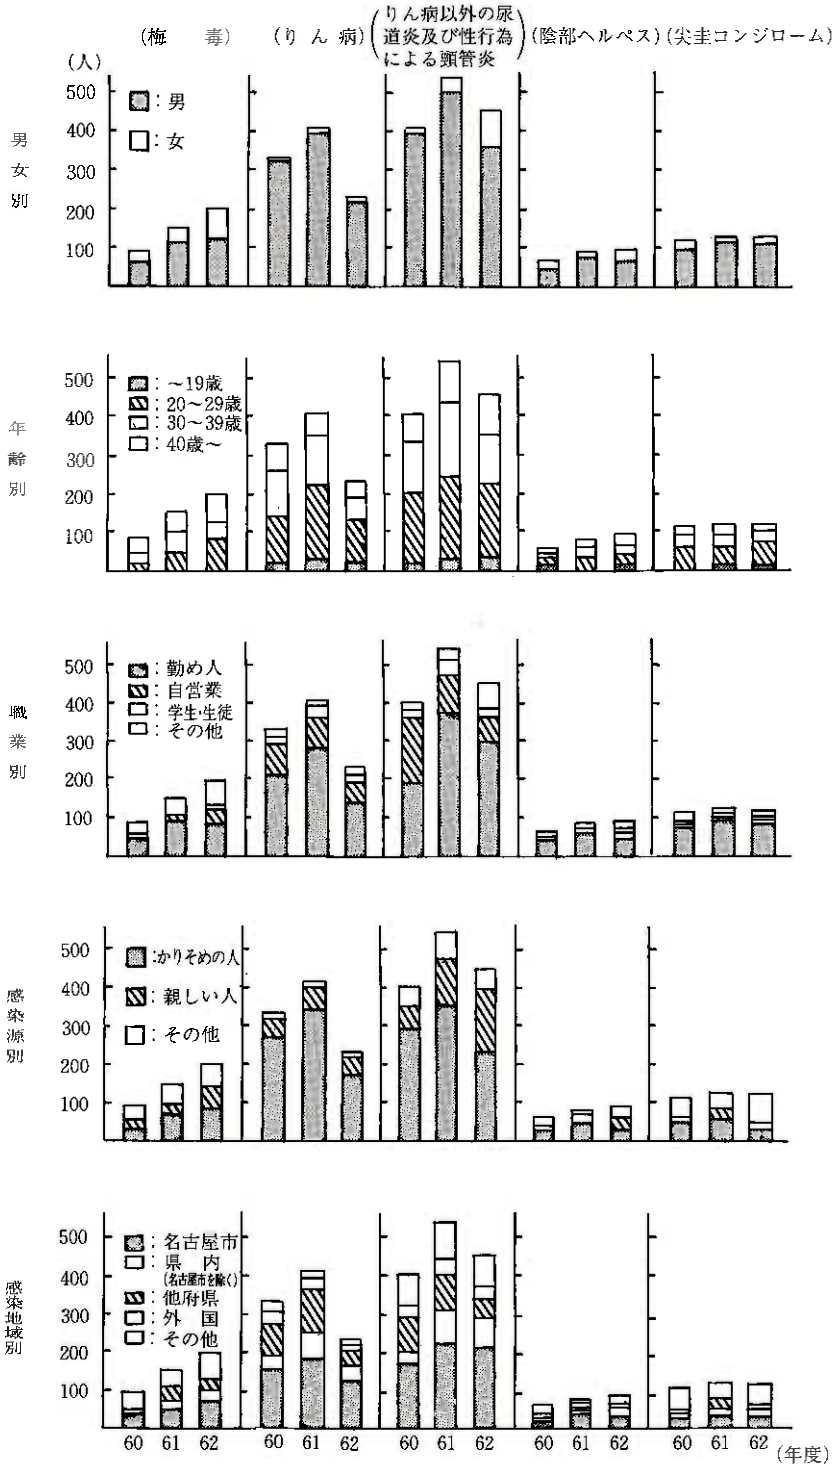 (梅　毒)
(りん病)
(りん病以外の尿
道炎及び性行為
による頸管炎)
(陰部ヘルペス)
(尖圭コンジローム)
(人)
男女別
500
400
300
200
100
：男
：女
年齢別
500
400
300
200
100
：～19歳
：20～29歳
：30～39歳
：40歳～
職業別
500
400
300
200
100
：勤め人
：自営業
：学生・生徒
：その他
感染源別
500
400
300
200
100
：かりそめの人
：親しい人
：その他
感染地域別
500
400
300
200
100
：名古屋市
：県　内
(名古屋市を除く)
：他府県
：外　国
：その他
60 61 62 60 61 62 60 61 62 60 61 62 60 61 62
(年度)